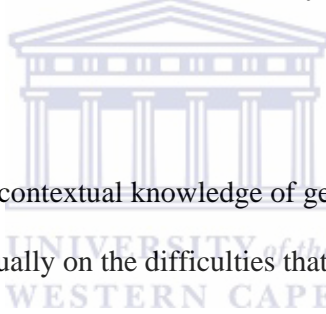 contextual knowledge of ge
UNIVERSITY of the
ually on the difficulties that
WESTERN CAPE